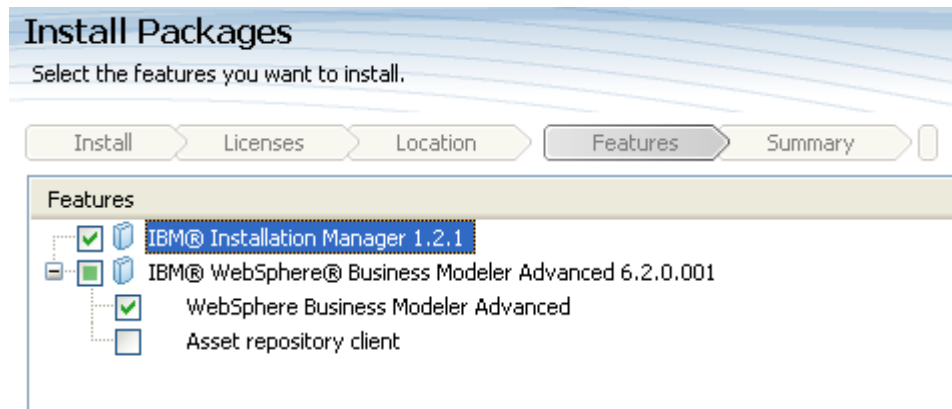 Install Packages
Select the features you want to install.
Install Licenses Location Features Summary
Features
IBM® Installation Manager 1.2.1
IBM® WebSphere® Business Modeler Advanced 6.2.0.001
WebSphere Business Modeler Advanced
Asset repository client